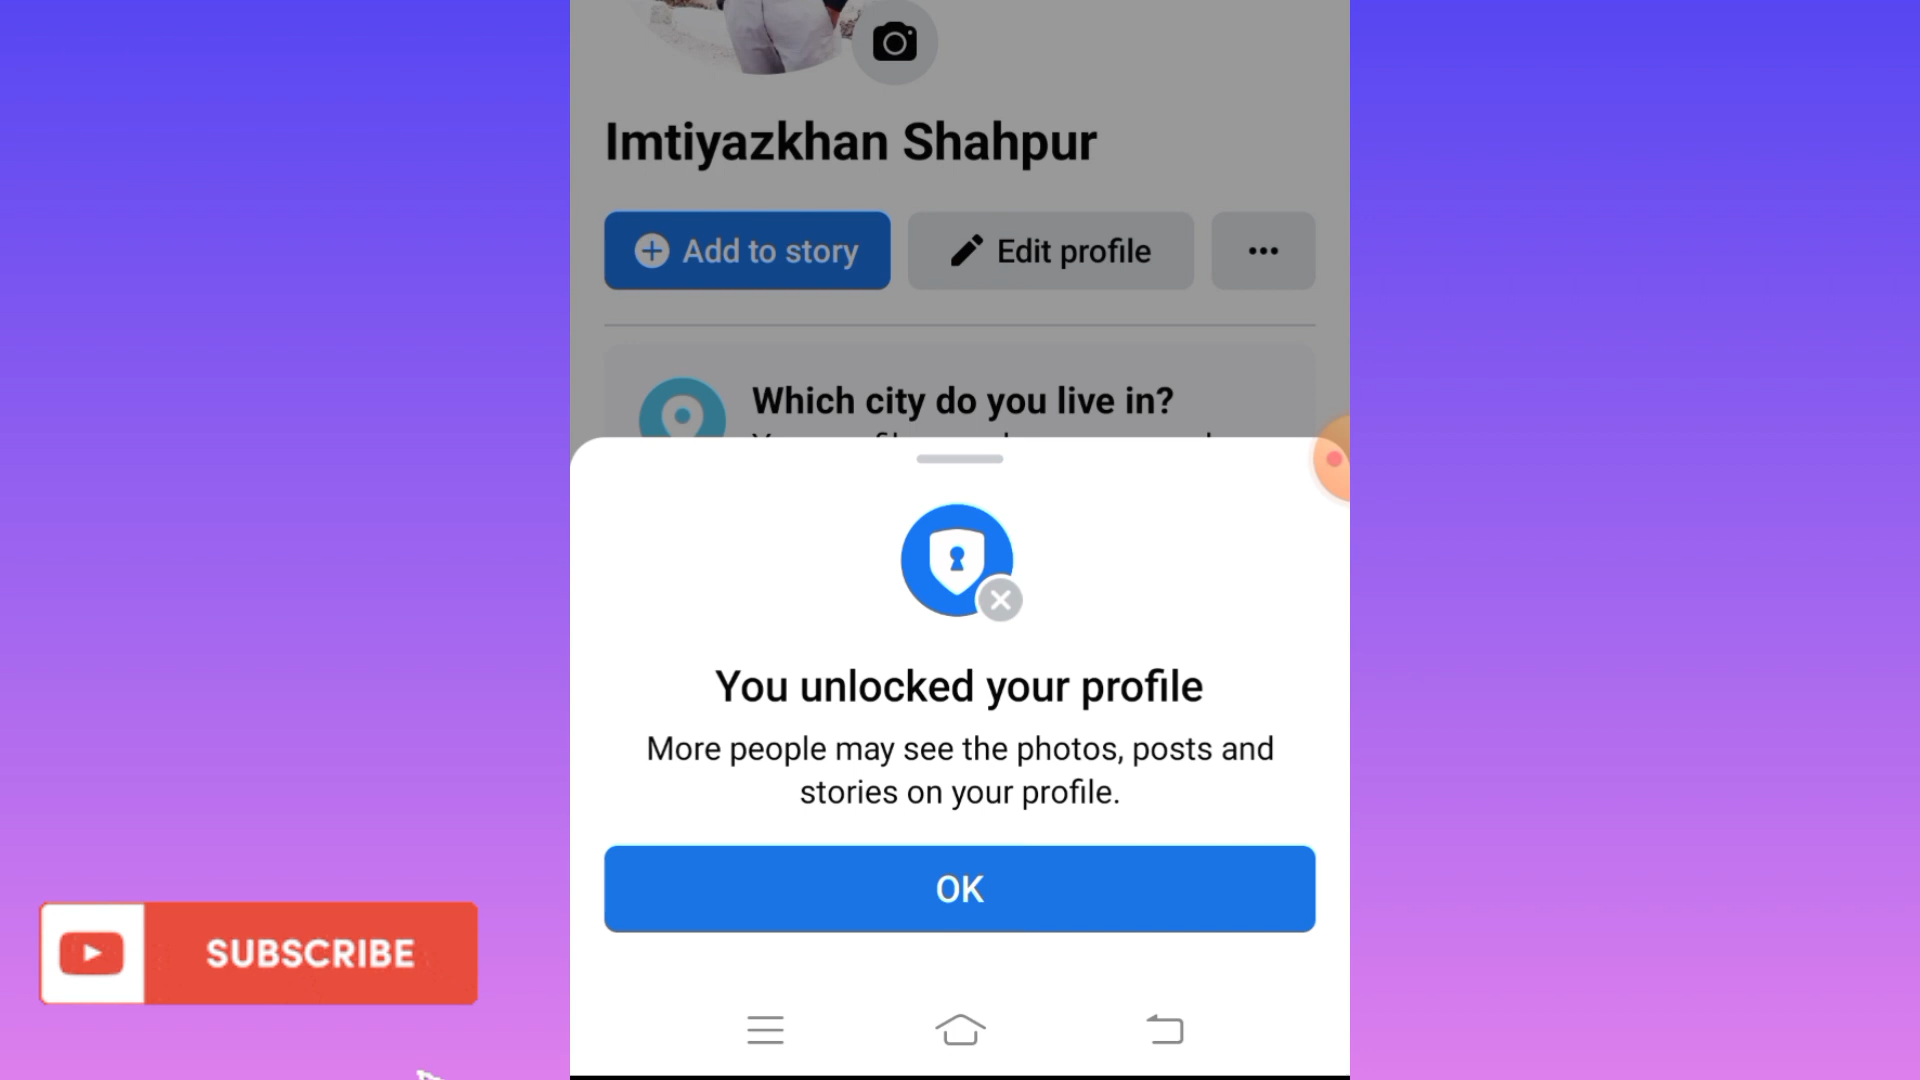 Imtiyazkhan Shahpur
Add to story
Edit profile
Which city do you live in?
You unlocked your profile
More people may see the photos, posts and
stories on your profile.
OK
SUBSCRIBE